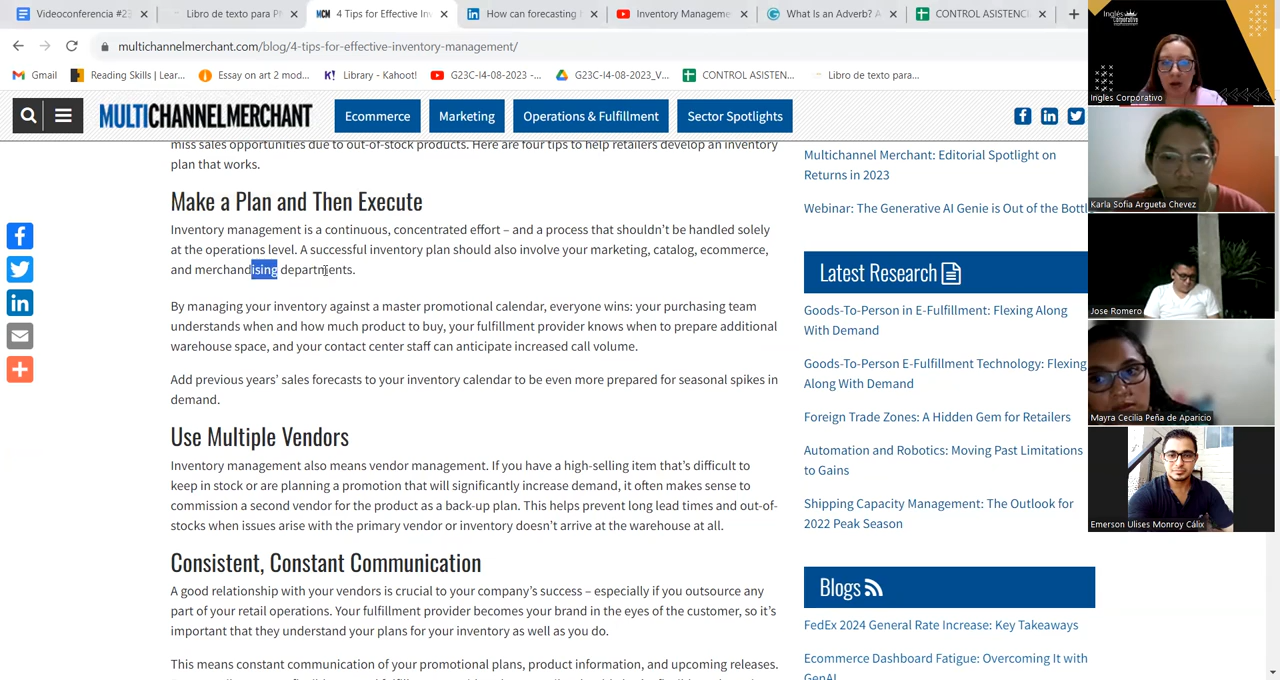 Videoconferencia #23
Libro de texto para P
MCM
4 Tips for Effective Inv
How can forecasting
Inventory Manageme
What Is an Adverb? A
CONTROL ASISTENC
multichannelmerchant.com/blog/4-tips-for-effective-inventory-management/
Gmail
Reading Skills | Lear...
Essay on art 2 mod...
Library - Kahoot!
G23C-I4-08-2023 -...
G23C-I4-08-2023_V...
CONTROL ASISTEN...
Libro de texto para...
MULTICHANNELMERCHANT
Ecommerce
Marketing
Operations & Fulfillment
Sector Spotlights
miss sales opportunities due to out-of-stock products. Here are four tips to help retailers develop an inventory
plan that works.
Make a Plan and Then Execute
Inventory management is a continuous, concentrated effort – and a process that shouldn't be handled solely
at the operations level. A successful inventory plan should also involve your marketing, catalog, ecommerce,
and merchandising departments.
By managing your inventory against a master promotional calendar, everyone wins: your purchasing team
understands when and how much product to buy, your fulfillment provider knows when to prepare additional
warehouse space, and your contact center staff can anticipate increased call volume.
Add previous years' sales forecasts to your inventory calendar to be even more prepared for seasonal spikes in
demand.
Use Multiple Vendors
Inventory management also means vendor management. If you have a high-selling item that's difficult to
keep in stock or are planning a promotion that will significantly increase demand, it often makes sense to
commission a second vendor for the product as a back-up plan. This helps prevent long lead times and out-of-
stocks when issues arise with the primary vendor or inventory doesn't arrive at the warehouse at all.
Consistent, Constant Communication
A good relationship with your vendors is crucial to your company's success – especially if you outsource any
part of your retail operations. Your fulfillment provider becomes your brand in the eyes of the customer, so it's
important that they understand your plans for your inventory as well as you do.
This means constant communication of your promotional plans, product information, and upcoming releases.
Multichannel Merchant: Editorial Spotlight on
Returns in 2023
Webinar: The Generative AI Genie is Out of the Bottl
Latest Research
Goods-To-Person in E-Fulfillment: Flexing Along
With Demand
Goods-To-Person E-Fulfillment Technology: Flexing
Along With Demand
Foreign Trade Zones: A Hidden Gem for Retailers
Automation and Robotics: Moving Past Limitations
to Gains
Shipping Capacity Management: The Outlook for
2022 Peak Season
Blogs
FedEx 2024 General Rate Increase: Key Takeaways
Ecommerce Dashboard Fatigue: Overcoming It with
GenAI
Inglés
Corporativo
Ingles Corporativo
Karla Sofia Argueta Chevez
Jose Romero
Mayra Cecilia Peña de Aparicio
Emerson Ulises Monroy Cálix